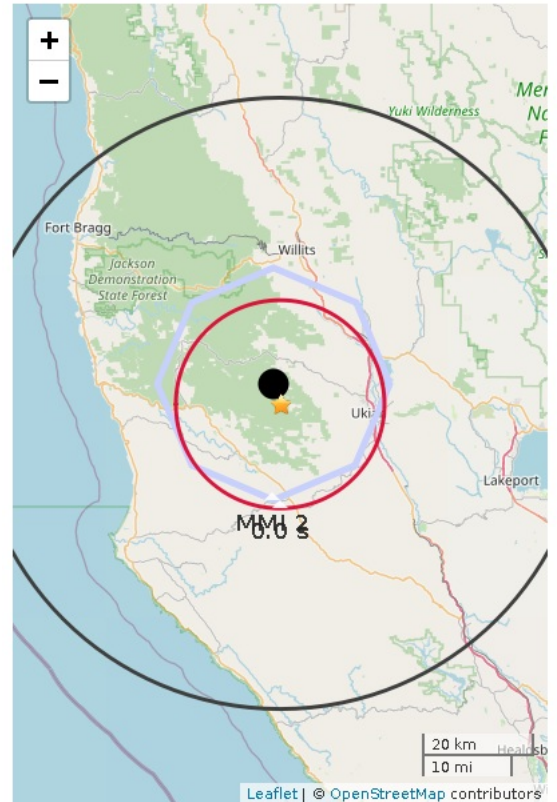 +
−
Yuki Wilderness
Fort Bragg
Willits
Jackson
Demonstration
State Forest
Lakeport
MMI 2
0.0 s
20 km
10 mi
Leaflet | © OpenStreetMap contributors